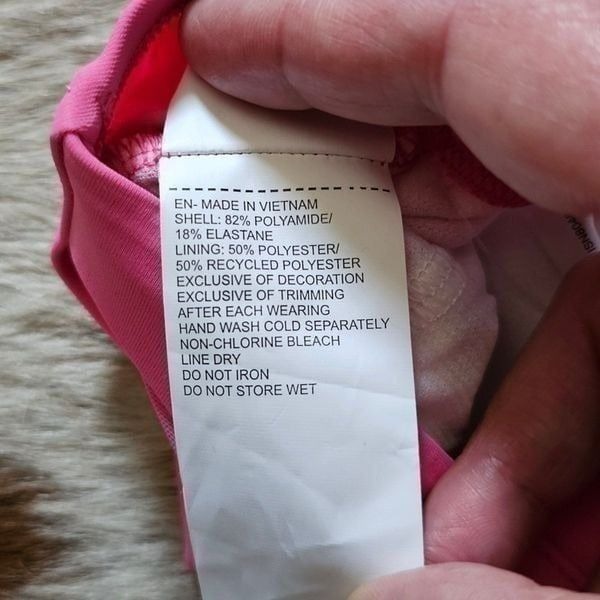 EN- MADE IN VIETNAM
SHELL: 82% POLYAMIDE/
18% ELASTANE
LINING: 50% POLYESTER/
50% RECYCLED POLYESTER
EXCLUSIVE OF DECORATION
EXCLUSIVE OF TRIMMING
AFTER EACH WEARING
HAND WASH COLD SEPARATELY
NON-CHLORINE BLEACH
LINE DRY
DO NOT IRON
DO NOT STORE WET